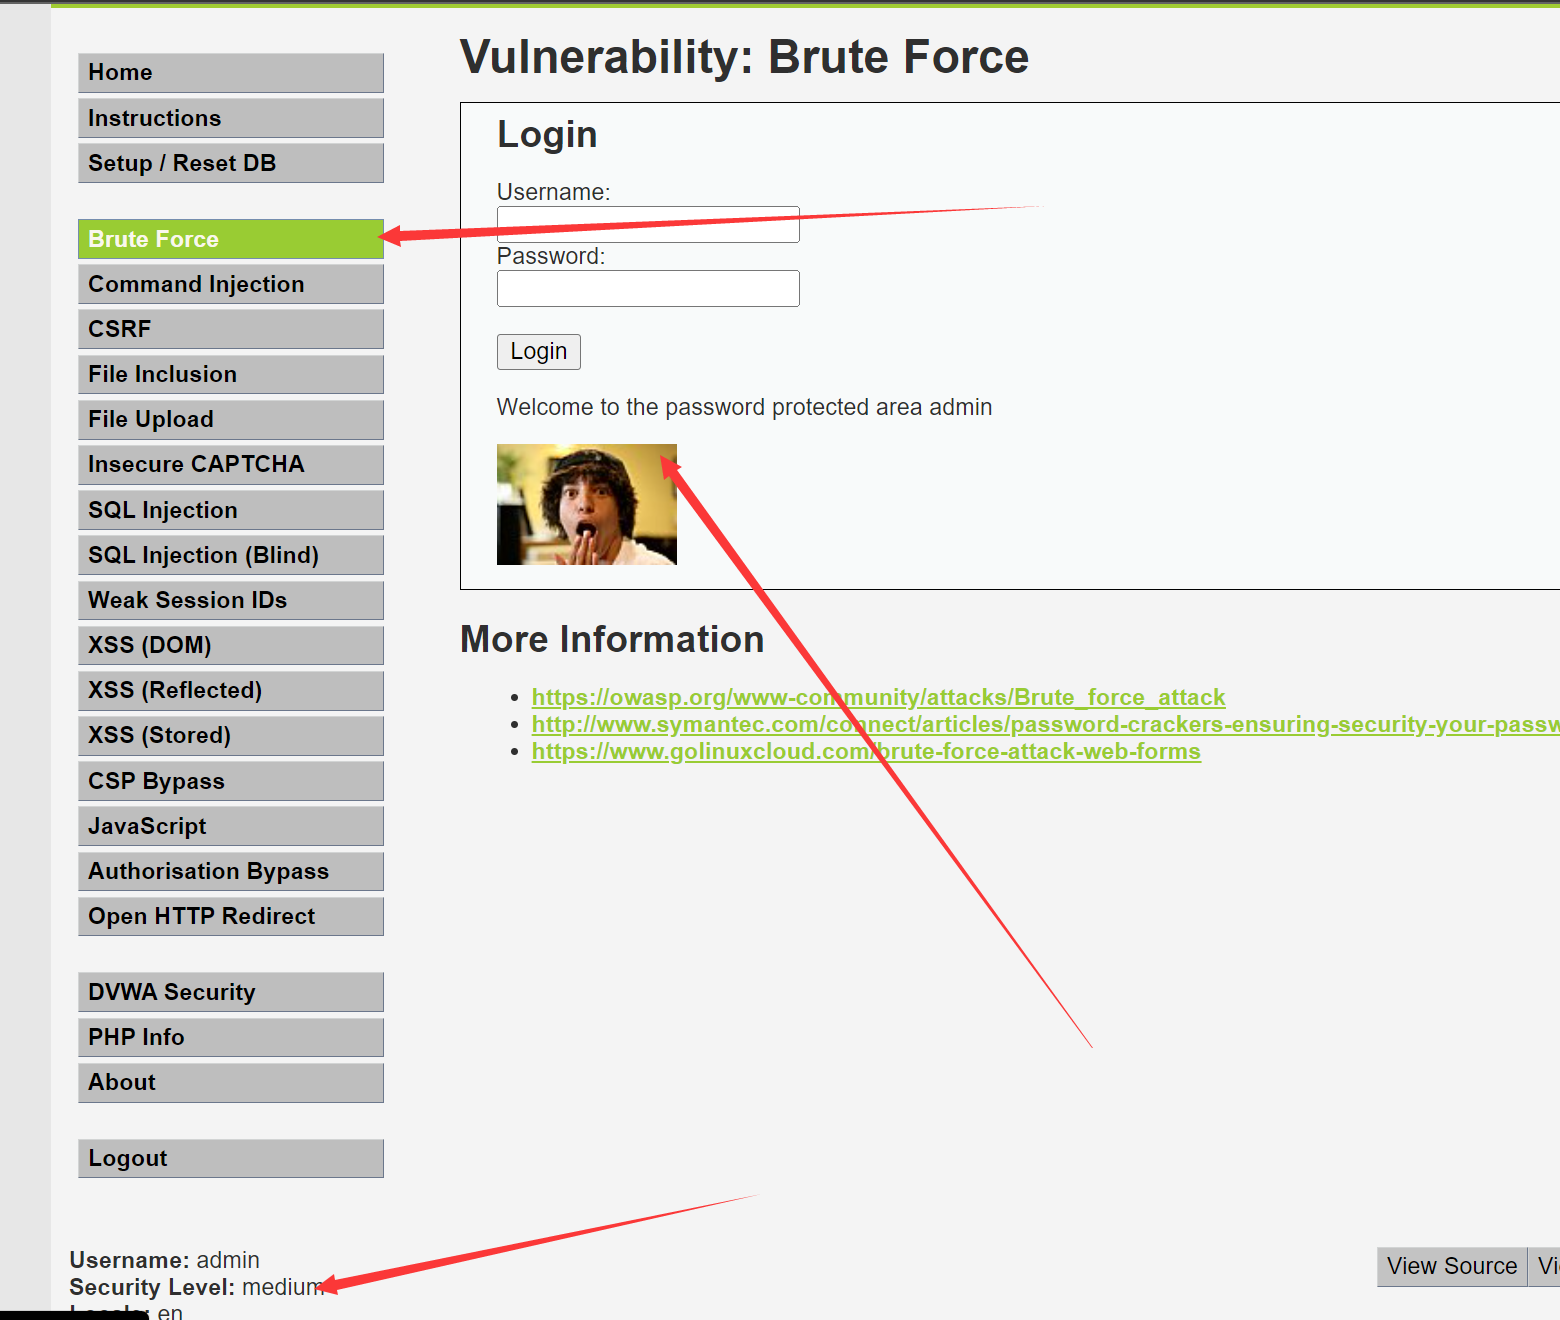 Vulnerability: Brute Force
Home
Instructions
Setup / Reset DB
Brute Force
Command Injection
CSRF
File Inclusion
File Upload
Insecure CAPTCHA
SQL Injection
SQL Injection (Blind)
Weak Session IDs
XSS (DOM)
XSS (Reflected)
XSS (Stored)
CSP Bypass
JavaScript
Authorisation Bypass
Open HTTP Redirect
DVWA Security
PHP Info
About
Logout
Username: admin
Security Level: medium
Locale: en
Login
Username:
Password:
Login
Welcome to the password protected area admin
More Information
https://owasp.org/www-community/attacks/Brute_force_attack
http://www.symantec.com/connect/articles/password-crackers-ensuring-security-your-passw
https://www.golinuxcloud.com/brute-force-attack-web-forms
View Source